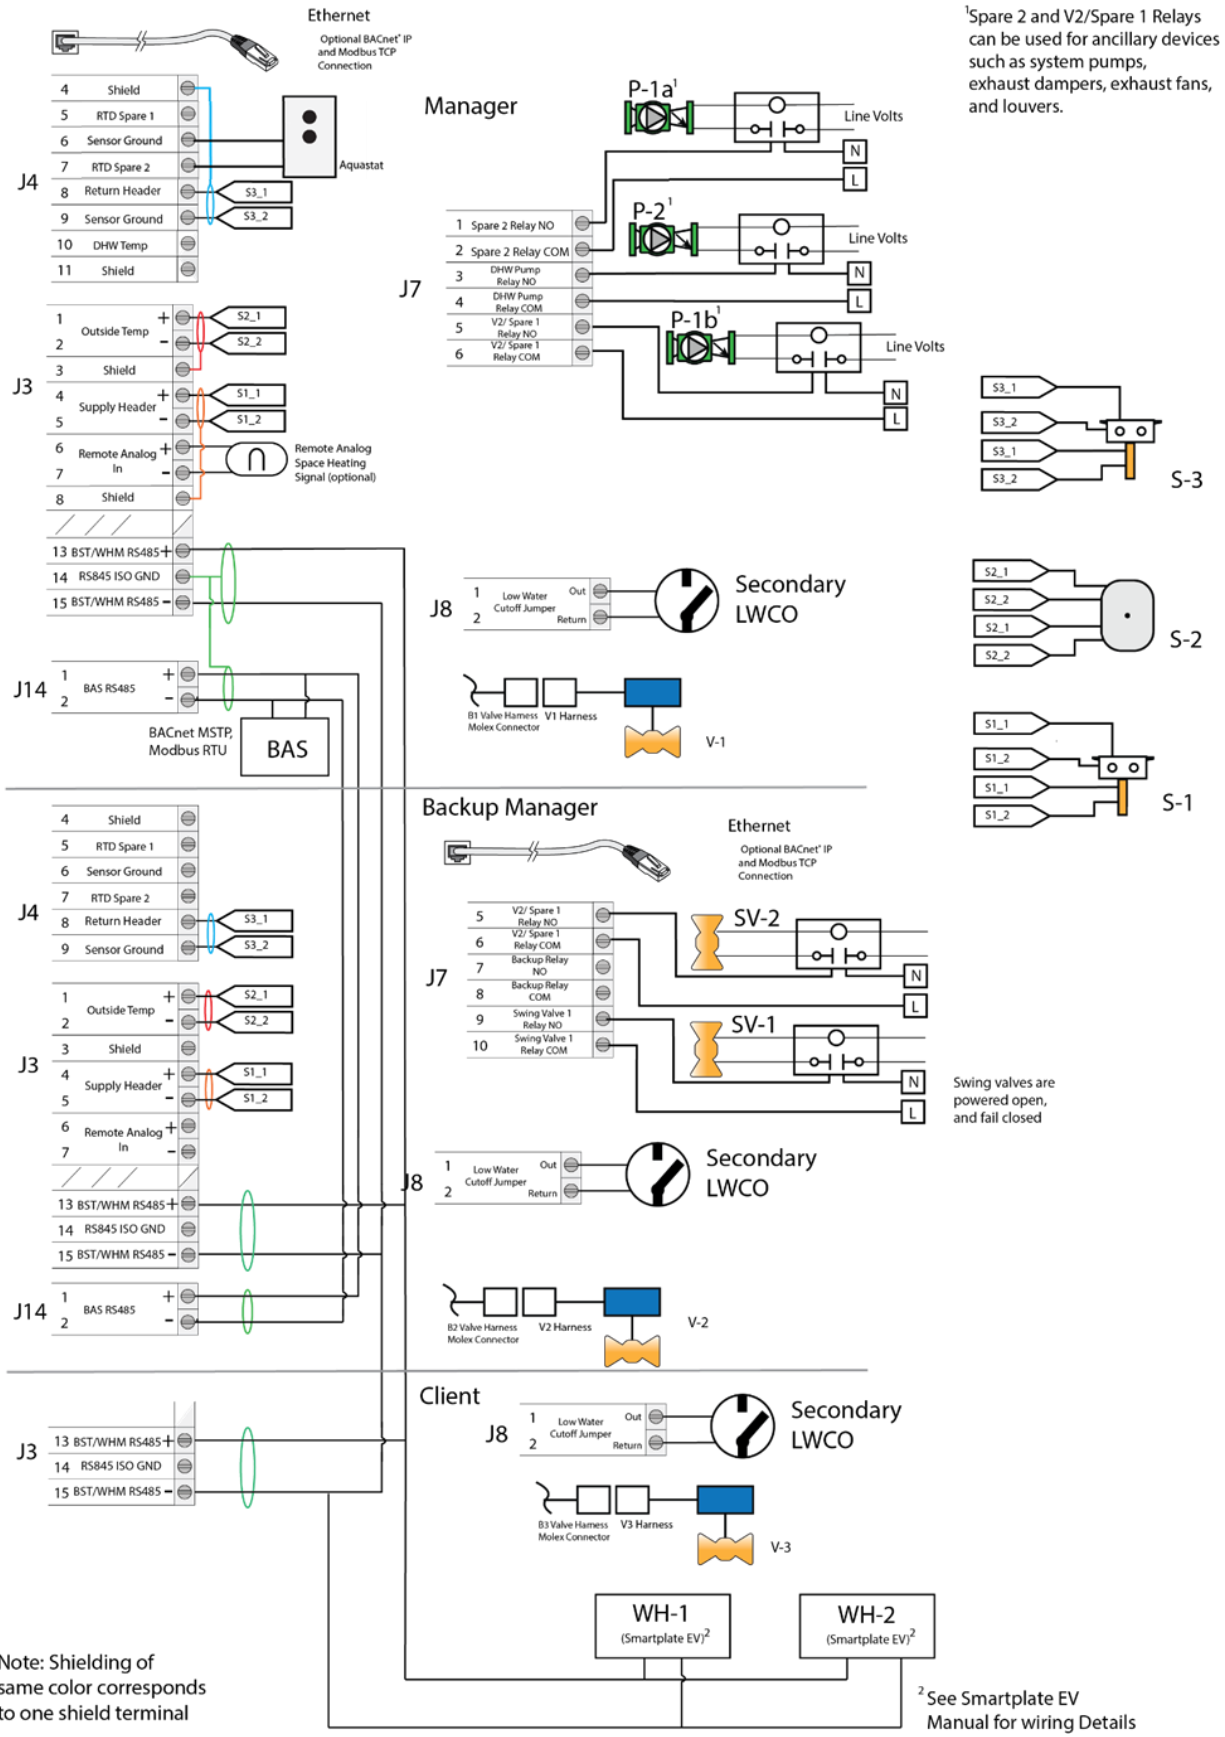 Ethernet
Optional BACnet® IP
and Modbus TCP
Connection
¹Spare 2 and V2/Spare 1 Relays
can be used for ancillary devices
such as system pumps,
exhaust dampers, exhaust fans,
and louvers.
Manager
J4
4 Shield
5 RTD Spare 1
6 Sensor Ground
7 RTD Spare 2
8 Return Header
9 Sensor Ground
10 DHW Temp
11 Shield
Aquastat
S3_1
S3_2
P-1a¹
Line Volts
N
L
P-2¹
Line Volts
N
L
P-1b¹
Line Volts
N
L
J7
1 Spare 2 Relay NO
2 Spare 2 Relay COM
3 DHW Pump
Relay NO
4 DHW Pump
Relay COM
5 V2/ Spare 1
Relay NO
6 V2/ Spare 1
Relay COM
J3
1 +
Outside Temp
2 -
3 Shield
4 +
Supply Header
5 -
6 +
Remote Analog
In
7 -
8 Shield
S2_1
S2_2
S1_1
S1_2
Remote Analog
Space Heating
Signal (optional)
13 BST/WHM RS485 +
14 RS845 ISO GND
15 BST/WHM RS485 -
J14
1 +
BAS RS485
2 -
BACnet MSTP,
Modbus RTU
BAS
J8
1 Out
Low Water
Cutoff Jumper
2 Return
Secondary
LWCO
B1 Valve Harness
Molex Connector
V1 Harness
V-1
S3_1
S3_2
S3_1
S3_2
S-3
S2_1
S2_2
S2_1
S2_2
S-2
S1_1
S1_2
S1_1
S1_2
S-1
Backup Manager
Ethernet
Optional BACnet® IP
and Modbus TCP
Connection
J4
4 Shield
5 RTD Spare 1
6 Sensor Ground
7 RTD Spare 2
8 Return Header
9 Sensor Ground
S3_1
S3_2
J3
1 +
Outside Temp
2 -
3 Shield
4 +
Supply Header
5 -
6 +
Remote Analog
In
7 -
S2_1
S2_2
S1_1
S1_2
13 BST/WHM RS485 +
14 RS845 ISO GND
15 BST/WHM RS485 -
J14
1 +
BAS RS485
2 -
J7
5 V2/ Spare 1
Relay NO
6 V2/ Spare 1
Relay COM
7 Backup Relay
NO
8 Backup Relay
COM
9 Swing Valve 1
Relay NO
10 Swing Valve 1
Relay COM
SV-2
N
L
SV-1
N
L
Swing valves are
powered open,
and fail closed
J8
1 Out
Low Water
Cutoff Jumper
2 Return
Secondary
LWCO
B2 Valve Harness
Molex Connector
V2 Harness
V-2
Client
J3
13 BST/WHM RS485 +
14 RS845 ISO GND
15 BST/WHM RS485 -
J8
1 Out
Low Water
Cutoff Jumper
2 Return
Secondary
LWCO
B3 Valve Harness
Molex Connector
V3 Harness
V-3
WH-1
(Smartplate EV)²
WH-2
(Smartplate EV)²
Note: Shielding of
same color corresponds
to one shield terminal
² See Smartplate EV
Manual for wiring Details